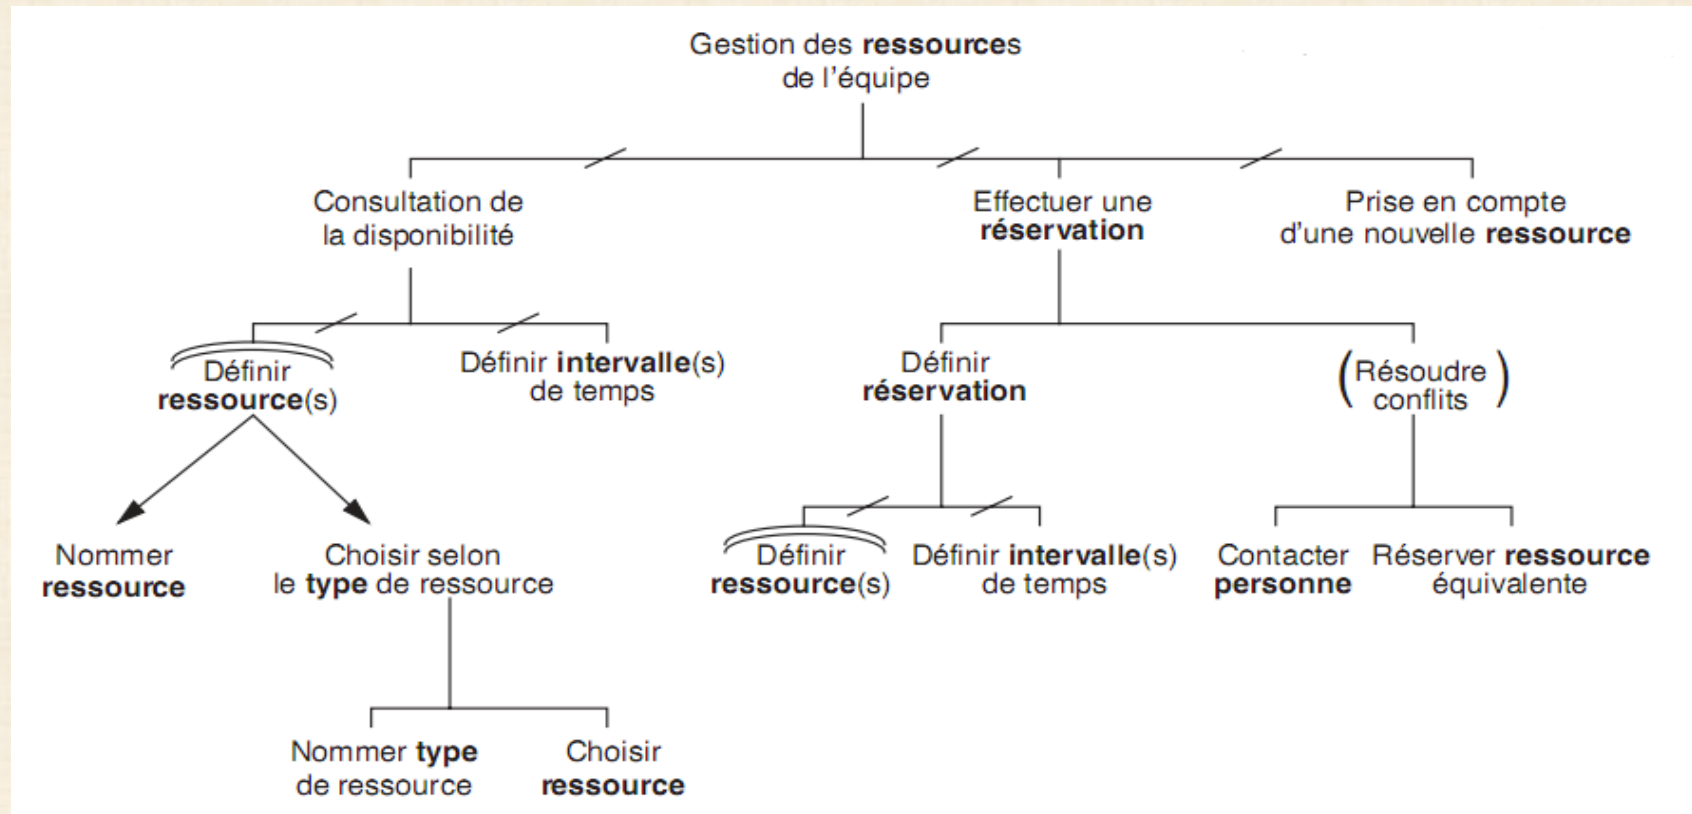 Gestion des ressources
de l'équipe
Consultation de
la disponibilité
Effectuer une
réservation
Prise en compte
d'une nouvelle ressource
Définir
ressource(s)
Définir intervalle(s)
de temps
Définir
réservation
(Résoudre
conflits)
Nommer
ressource
Choisir selon
le type de ressource
Définir
ressource(s)
Définir intervalle(s)
de temps
Contacter
personne
Réserver ressource
équivalente
Nommer type
de ressource
Choisir
ressource